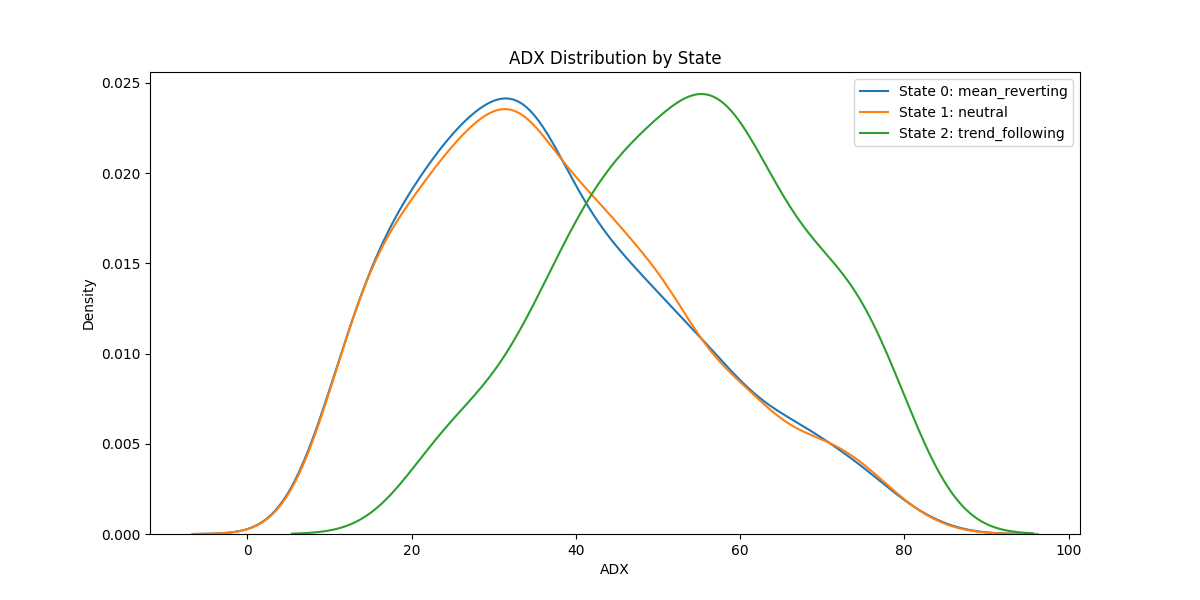 ADX Distribution by State
State 0: mean_reverting
State 1: neutral
State 2: trend_following
Density
0.025
0.020
0.015
0.010
0.005
0.000
0 20 40 60 80 100
ADX